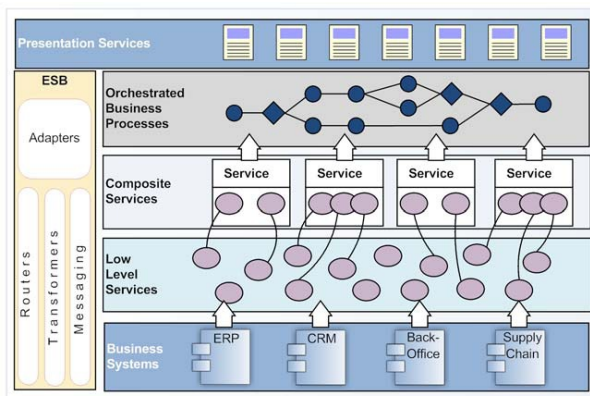 Presentation Services
ESB
Adapters
Routers
Transformers
Messaging
Orchestrated
Business
Processes
Composite
Services
Service
Service
Service
Service
Low
Level
Services
Business
Systems
ERP
CRM
Back-
Office
Supply
Chain